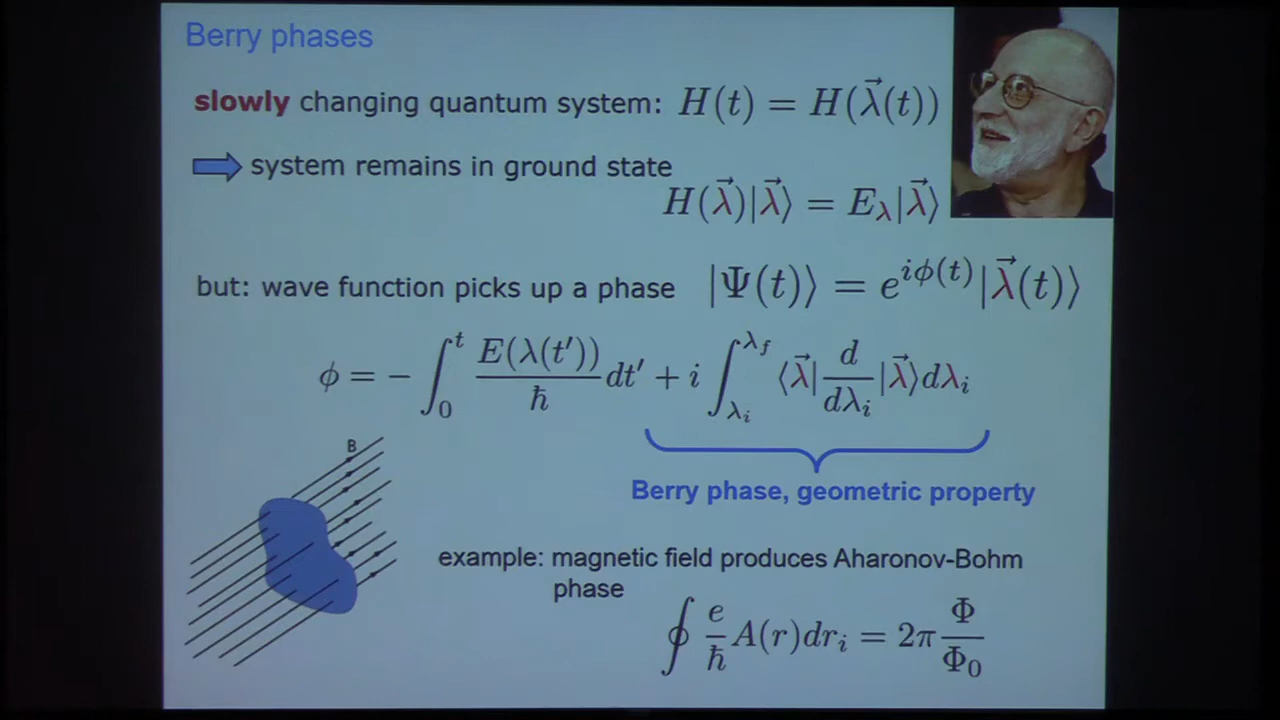 Berry phases
slowly changing quantum system: H(t) = H(λ⃗(t))
system remains in ground state
H(λ⃗)|λ⃗⟩ = E_λ|λ⃗⟩
but: wave function picks up a phase |Ψ(t)⟩ = e^{iϕ(t)}|λ⃗(t)⟩
ϕ = − ∫_0^t E(λ(t′))/ħ dt′ + i ∫_{λ_i}^{λ_f} ⟨λ⃗| d/dλ_i |λ⃗⟩dλ_i
B
Berry phase, geometric property
example: magnetic field produces Aharonov-Bohm
phase
∮ e/ħ A(r)dr_i = 2π Φ/Φ_0